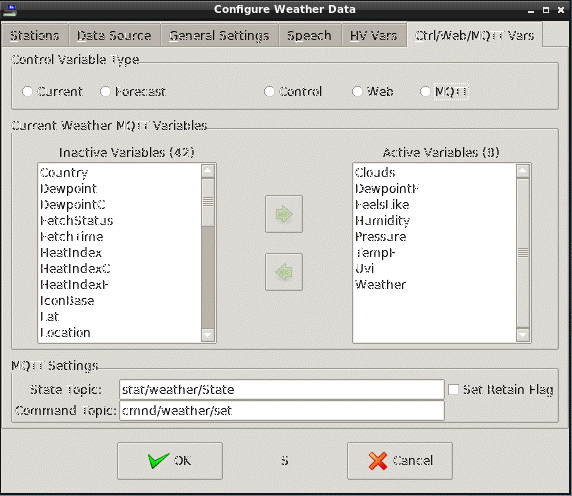 Configure Weather Data
Stations Data Source General Settings Speech HV Vars Ctrl/Web/MQTT Vars
Control Variable Type
Current Forecast Control Web MQTT
Current Weather MQTT Variables
Inactive Variables (42) Active Variables (8)
Country Clouds
Dewpoint DewpointF
DewpointC FeelsLike
FetchStatus Humidity
FetchTime Pressure
HeatIndex TempF
HeatIndexC Uvi
HeatIndexF Weather
IconBase
Lat
Location
MQTT Settings
State Topic: stat/weather/State Set Retain Flag
Command Topic: cmnd/weather/set
OK S Cancel